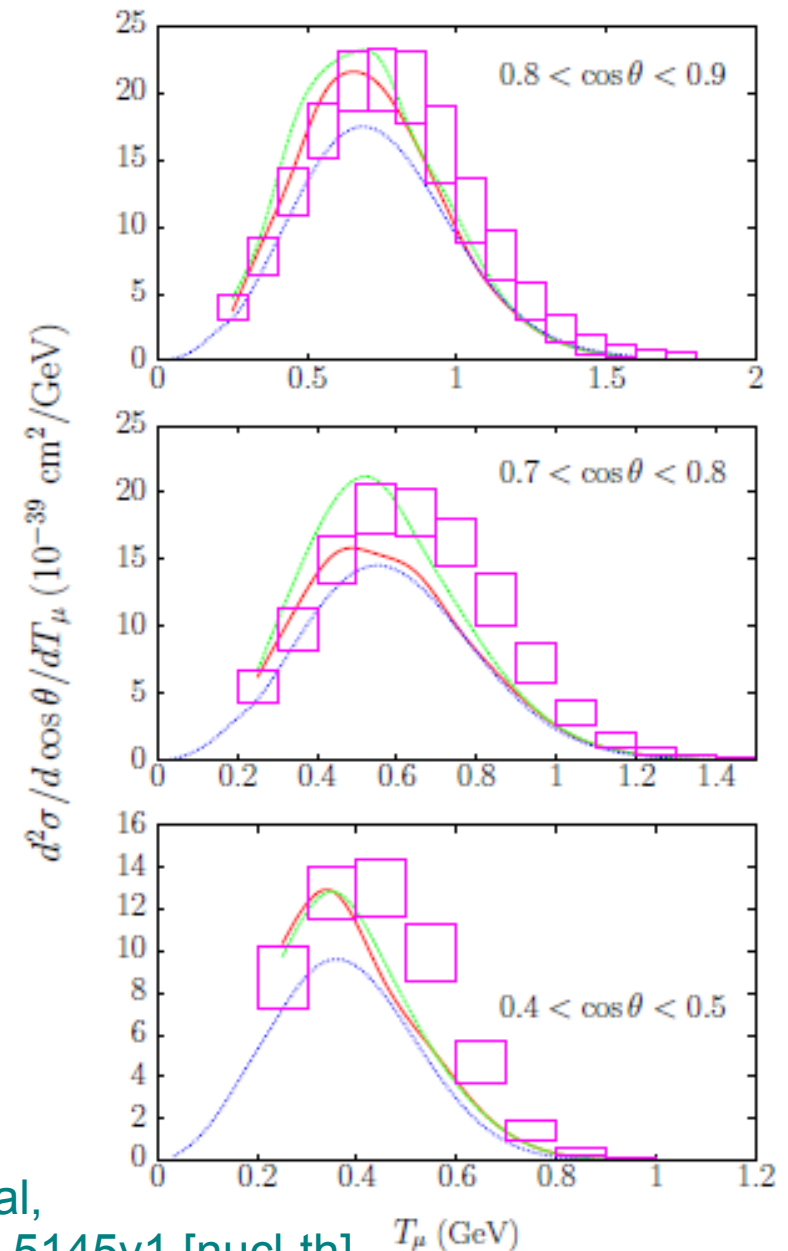 d²σ/d cos θ/dT_μ (10⁻³⁹ cm²/GeV)
25
20
15
10
5
0
0.8 < cos θ < 0.9
0 0.5 1 1.5 2
25
20
15
10
5
0
0.7 < cos θ < 0.8
0 0.2 0.4 0.6 0.8 1 1.2 1.4
16
14
12
10
8
6
4
2
0
0.4 < cos θ < 0.5
0 0.2 0.4 0.6 0.8 1 1.2
T_μ (GeV)
al,
5145v1 [nucl-th]